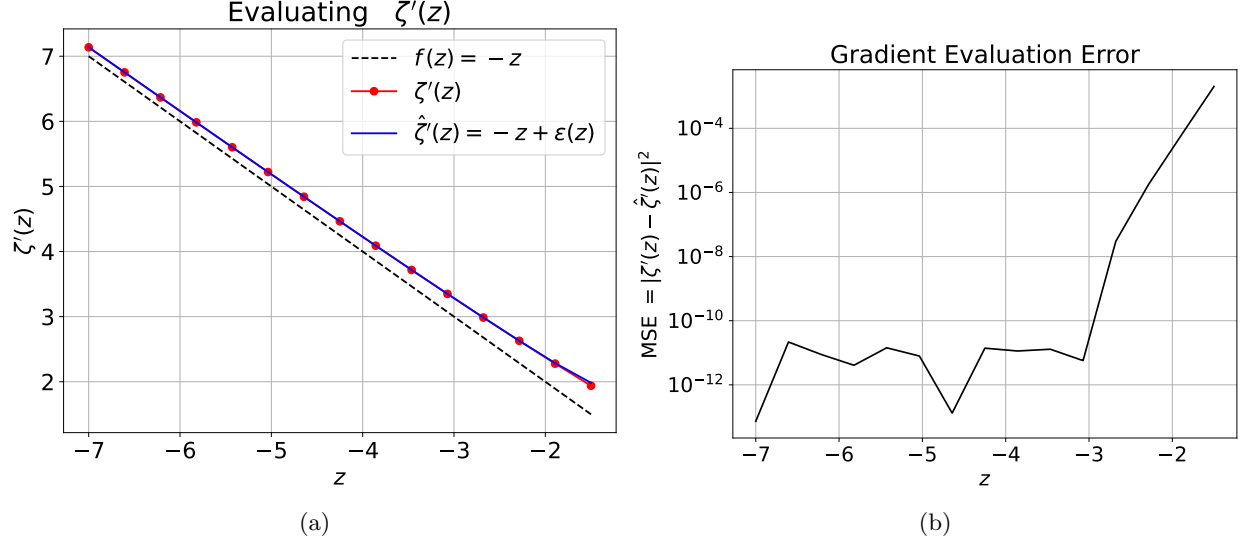 Evaluating ζ′(z)
7
6
5
4
3
2
ζ′(z)
f(z) = −z
ζ′(z)
ζ̂′(z) = −z + ε(z)
−7 −6 −5 −4 −3 −2
z
(a)
Gradient Evaluation Error
10⁻⁴
10⁻⁶
10⁻⁸
10⁻¹⁰
10⁻¹²
MSE = |ζ′(z) − ζ̂′(z)|²
−7 −6 −5 −4 −3 −2
z
(b)